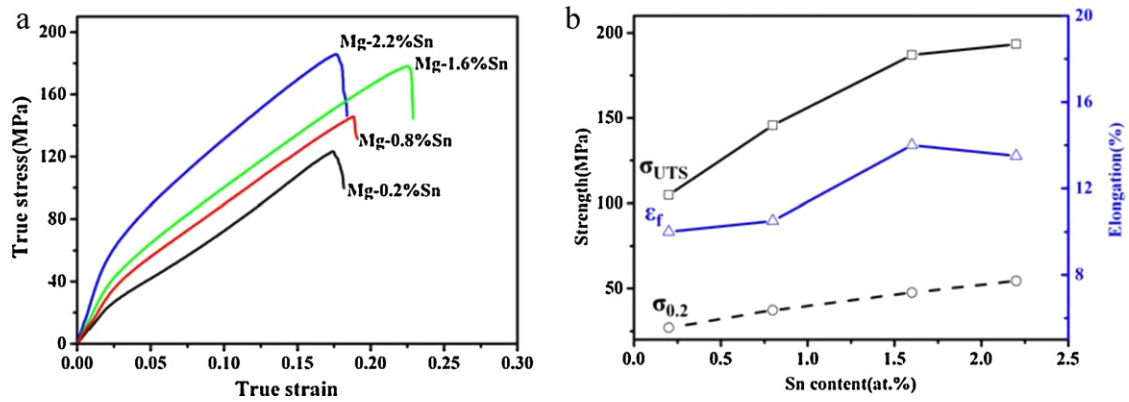 a
True stress(MPa)
200
160
120
80
40
0
Mg-2.2%Sn
Mg-1.6%Sn
Mg-0.8%Sn
Mg-0.2%Sn
0.00 0.05 0.10 0.15 0.20 0.25 0.30
True strain
b
Strength(MPa)
200
150
100
50
σUTS
εf
σ0.2
0.0 0.5 1.0 1.5 2.0 2.5
Sn content(at.%)
20
18
16
14
12
8
Elongation(%)